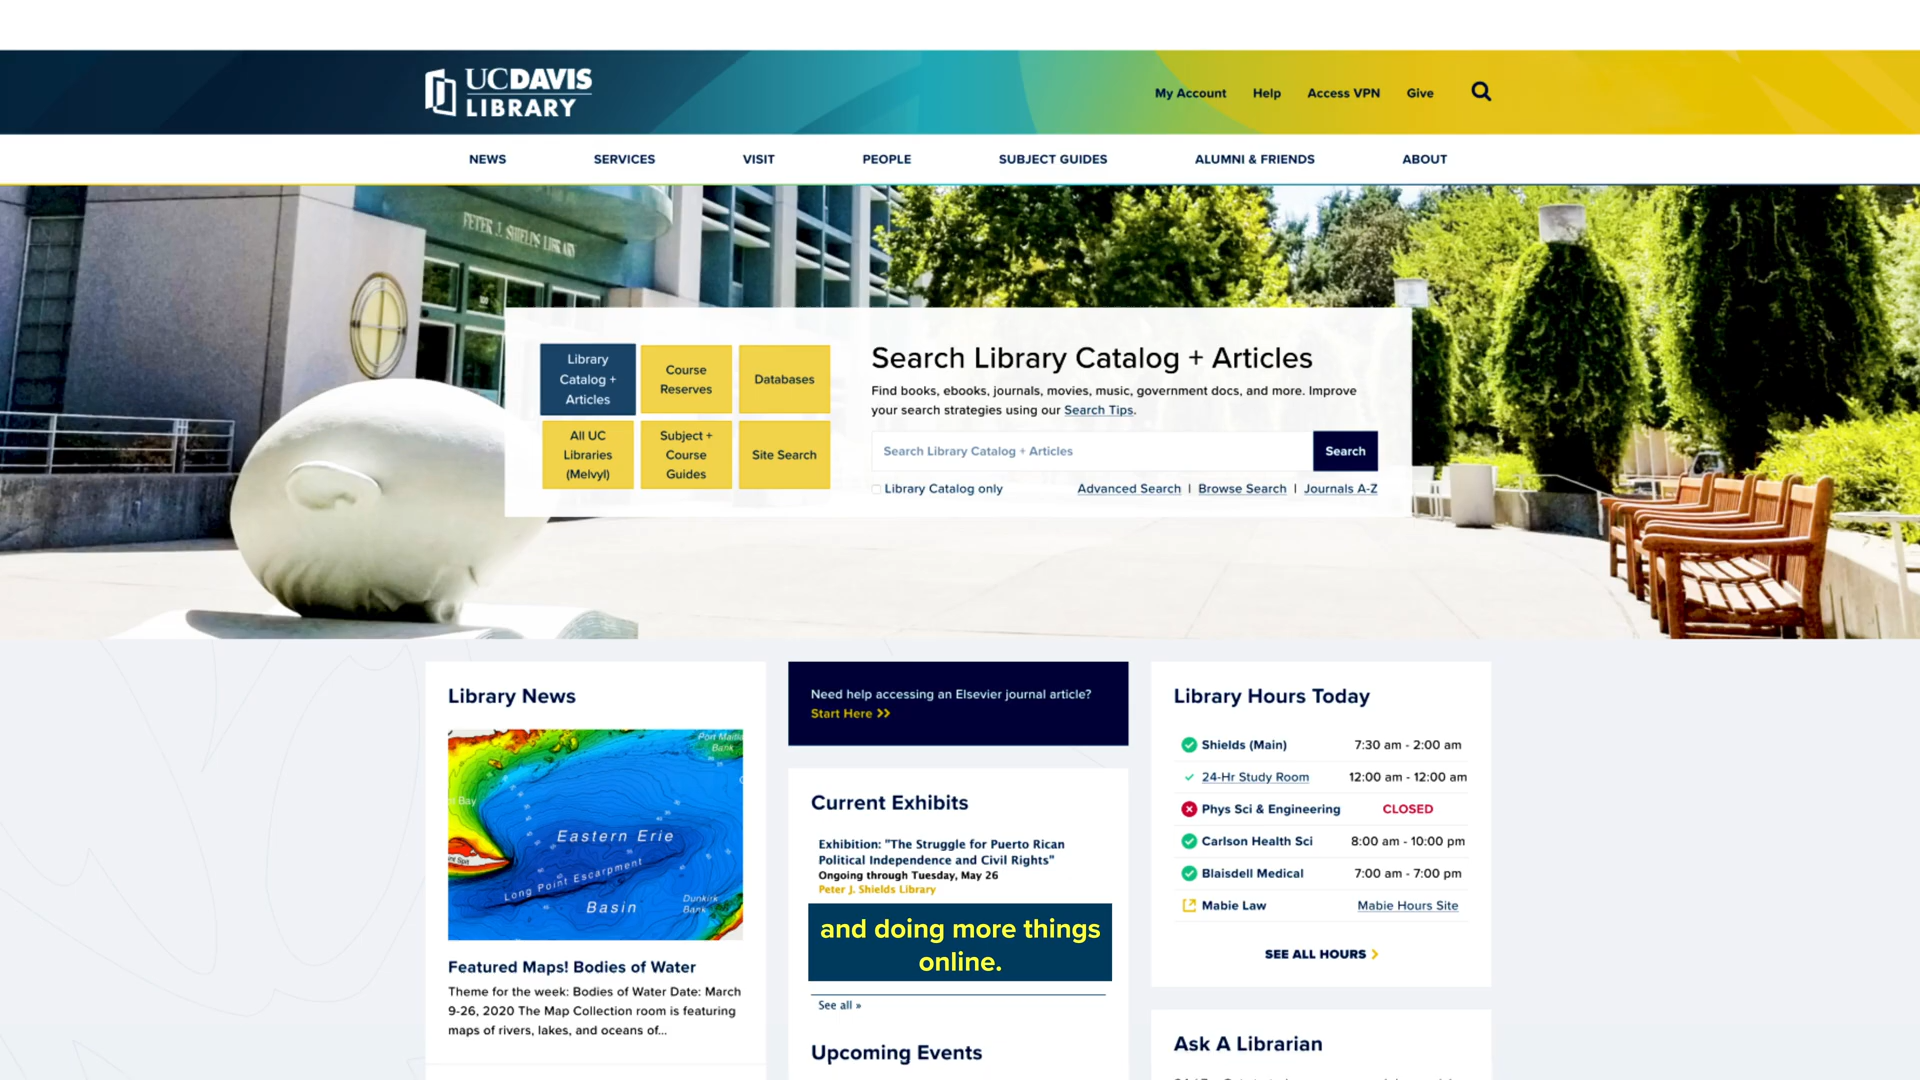 UCDAVIS
LIBRARY
My Account Help Access VPN Give
NEWS SERVICES VISIT PEOPLE SUBJECT GUIDES ALUMNI & FRIENDS ABOUT
PETER J. SHIELDS LIBRARY
Library
Catalog +
Articles
Course
Reserves
Databases
All UC
Libraries
(Melvyl)
Subject +
Course
Guides
Site Search
Search Library Catalog + Articles
Find books, ebooks, journals, movies, music, government docs, and more. Improve
your search strategies using our Search Tips.
Search Library Catalog + Articles
Search
Library Catalog only
Advanced Search | Browse Search | Journals A-Z
Library News
Port Maitla
Bank
Bay
Eastern Erie
Long Point Escarpment
Basin
Dunkirk
Bank
Featured Maps! Bodies of Water
Theme for the week: Bodies of Water Date: March
9-26, 2020 The Map Collection room is featuring
maps of rivers, lakes, and oceans of...
Need help accessing an Elsevier journal article?
Start Here >>
Current Exhibits
Exhibition: "The Struggle for Puerto Rican
Political Independence and Civil Rights"
Ongoing through Tuesday, May 26
Peter J. Shields Library
and doing more things
online.
See all »
Upcoming Events
Library Hours Today
Shields (Main) 7:30 am - 2:00 am
24-Hr Study Room 12:00 am - 12:00 am
Phys Sci & Engineering CLOSED
Carlson Health Sci 8:00 am - 10:00 pm
Blaisdell Medical 7:00 am - 7:00 pm
Mabie Law Mabie Hours Site
SEE ALL HOURS >
Ask A Librarian